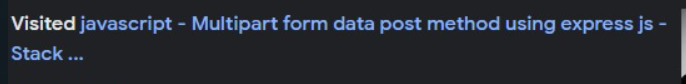 Visited javascript - Multipart form data post method using express js -
Stack ...